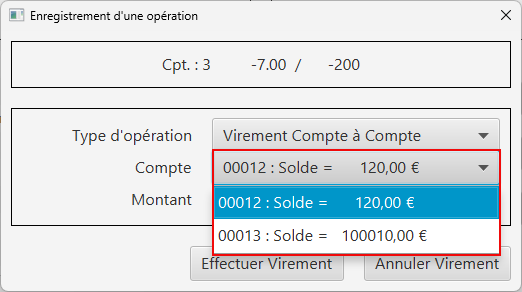 Enregistrement d'une opération
Cpt. : 3 -7.00 / -200
Type d'opération Virement Compte à Compte
Compte 00012 : Solde = 120,00 €
Montant
00012 : Solde = 120,00 €
00013 : Solde = 100010,00 €
Effectuer Virement Annuler Virement